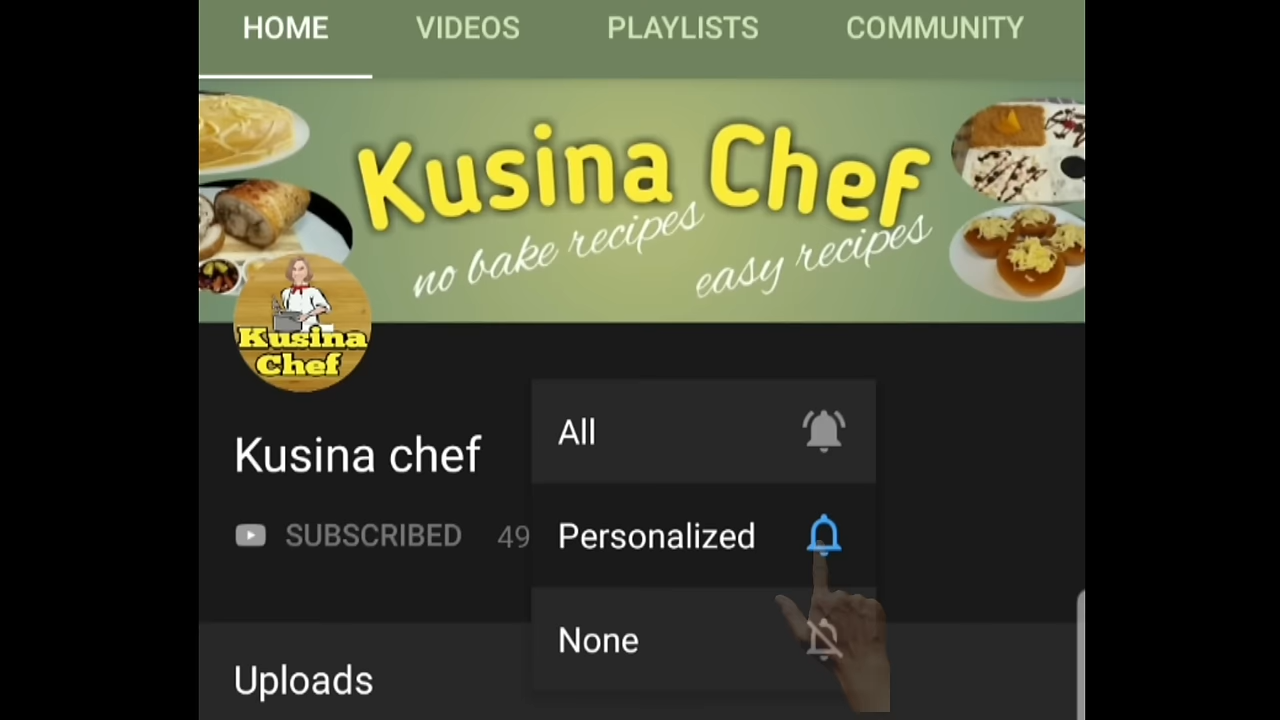 HOME VIDEOS PLAYLISTS COMMUNITY
Kusina Chef
no bake recipes
easy recipes
Kusina
Chef
Kusina chef
SUBSCRIBED 49
All
Personalized
None
Uploads